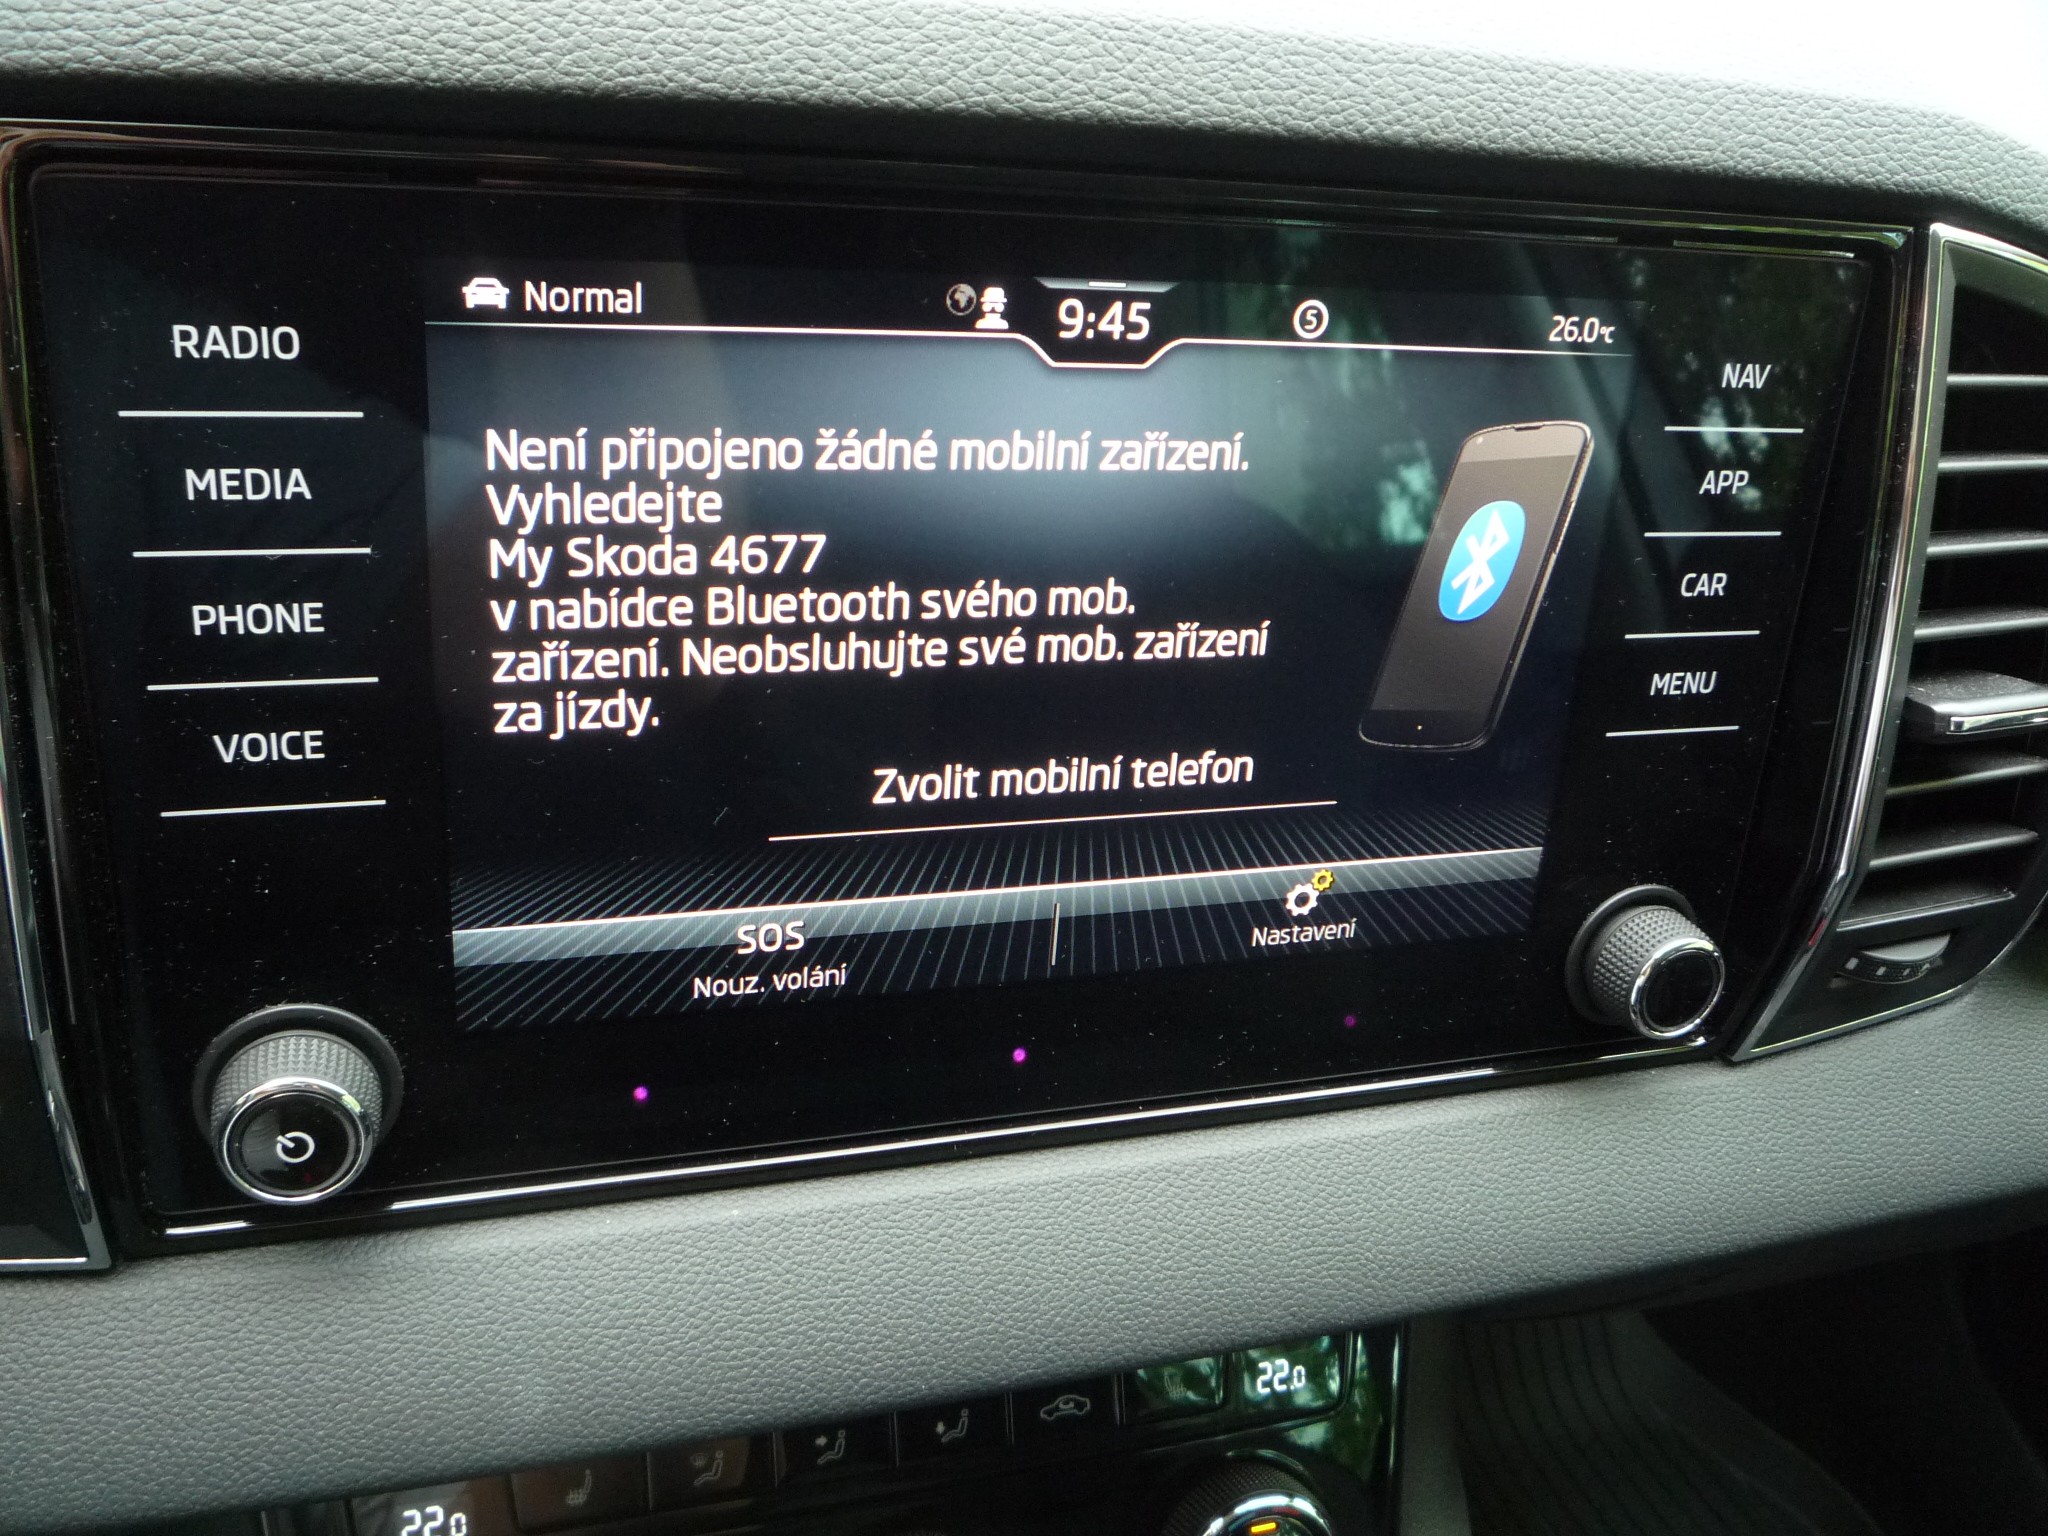 Normal
9:45
5
26.0°C
RADIO
MEDIA
PHONE
VOICE
Není připojeno žádné mobilní zařízení.
Vyhledejte
My Skoda 4677
v nabídce Bluetooth svého mob.
zařízení. Neobsluhujte své mob. zařízení
za jízdy.
Zvolit mobilní telefon
SOS
Nouz. volání
Nastavení
NAV
APP
CAR
MENU
22.0
22.0